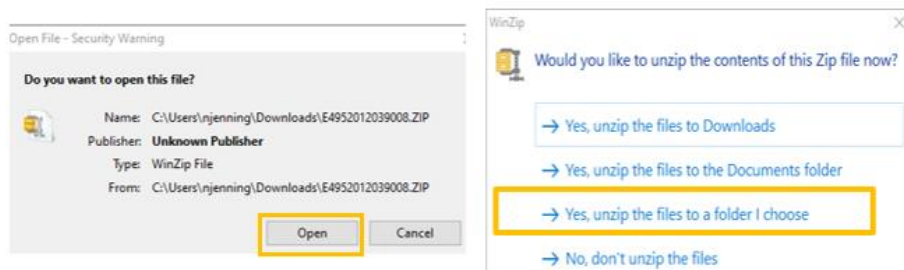 Open File - Security Warning
Do you want to open this file?
Name: C:\Users\njenning\Downloads\E4952012039008.ZIP
Publisher: Unknown Publisher
Type: WinZip File
From: C:\Users\njenning\Downloads\E4952012039008.ZIP
Open Cancel
WinZip
Would you like to unzip the contents of this Zip file now?
→ Yes, unzip the files to Downloads
→ Yes, unzip the files to the Documents folder
→ Yes, unzip the files to a folder I choose
→ No, don't unzip the files